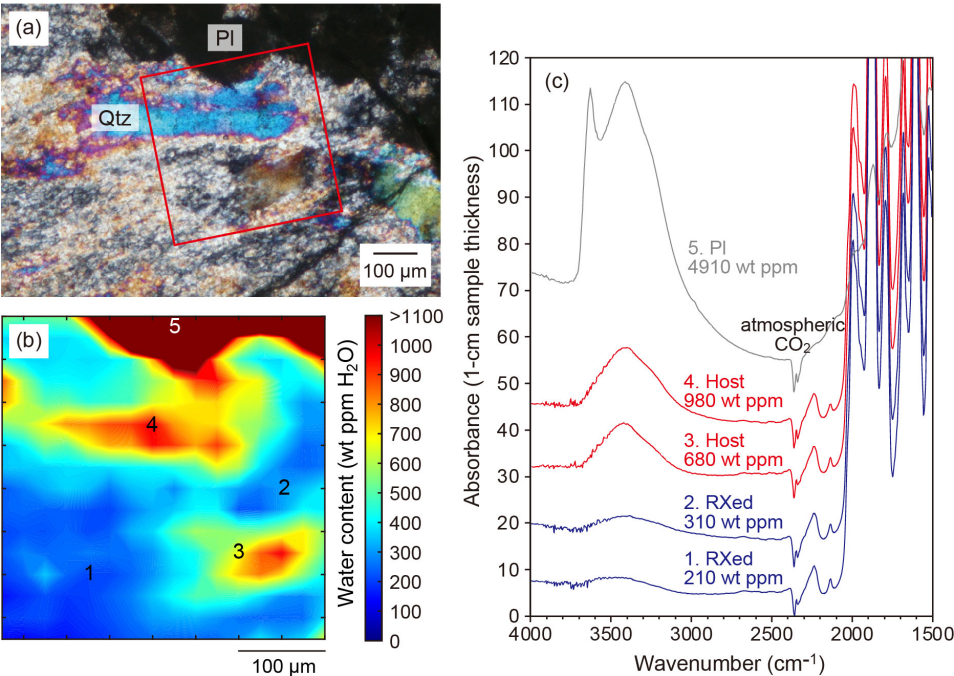 (a)
Pl
Qtz
100 µm
(b)
5
4
2
3
1
100 µm
>1100
1000
900
800
700
600
500
400
300
200
100
0
Water content (wt ppm H2O)
(c)
120
110
100
90
80
70
60
50
40
30
20
10
0
Absorbance (1-cm sample thickness)
5. Pl
4910 wt ppm
atmospheric
CO2
4. Host
980 wt ppm
3. Host
680 wt ppm
2. RXed
310 wt ppm
1. RXed
210 wt ppm
4000 3500 3000 2500 2000 1500
Wavenumber (cm-1)